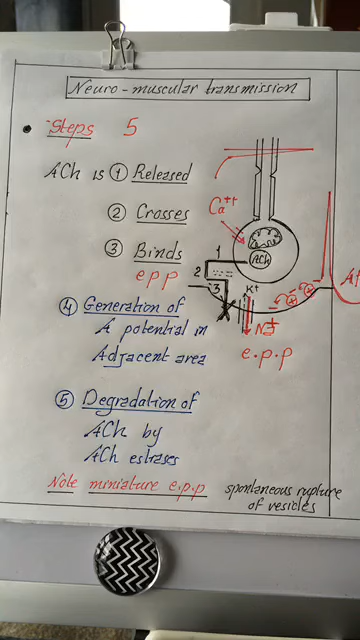 Neuro-muscular transmission
Steps 5
ACh is ① Released
② Crosses
③ Binds
epp
④ Generation of
A potential in
Adjacent area
⑤ Degradation of
ACh by
ACh estrases
Note miniature e.p.p spontaneous rupture
of vesicles
Ca++
ACh
1
2
3
K+
Na+
e.p.p
+
+